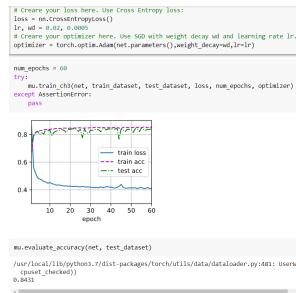 # Create your loss here. Use Cross Entropy loss:
loss = nn.CrossEntropyLoss()
lr, wd = 0.02, 0.0005
# Create your optimizer here. Use SGD with weight decay wd and learning rate lr.
optimizer = torch.optim.Adam(net.parameters(),weight_decay=wd,lr=lr)
num_epochs = 60
try:
mu.train_ch3(net, train_dataset, test_dataset, loss, num_epochs, optimizer)
except AssertionError:
pass
0.8
0.6
0.4
train loss
train acc
test acc
10 20 30 40 50 60
epoch
mu.evaluate_accuracy(net, test_dataset)
/usr/local/lib/python3.7/dist-packages/torch/utils/data/dataloader.py:481: UserW
cpuset_checked))
0.8431